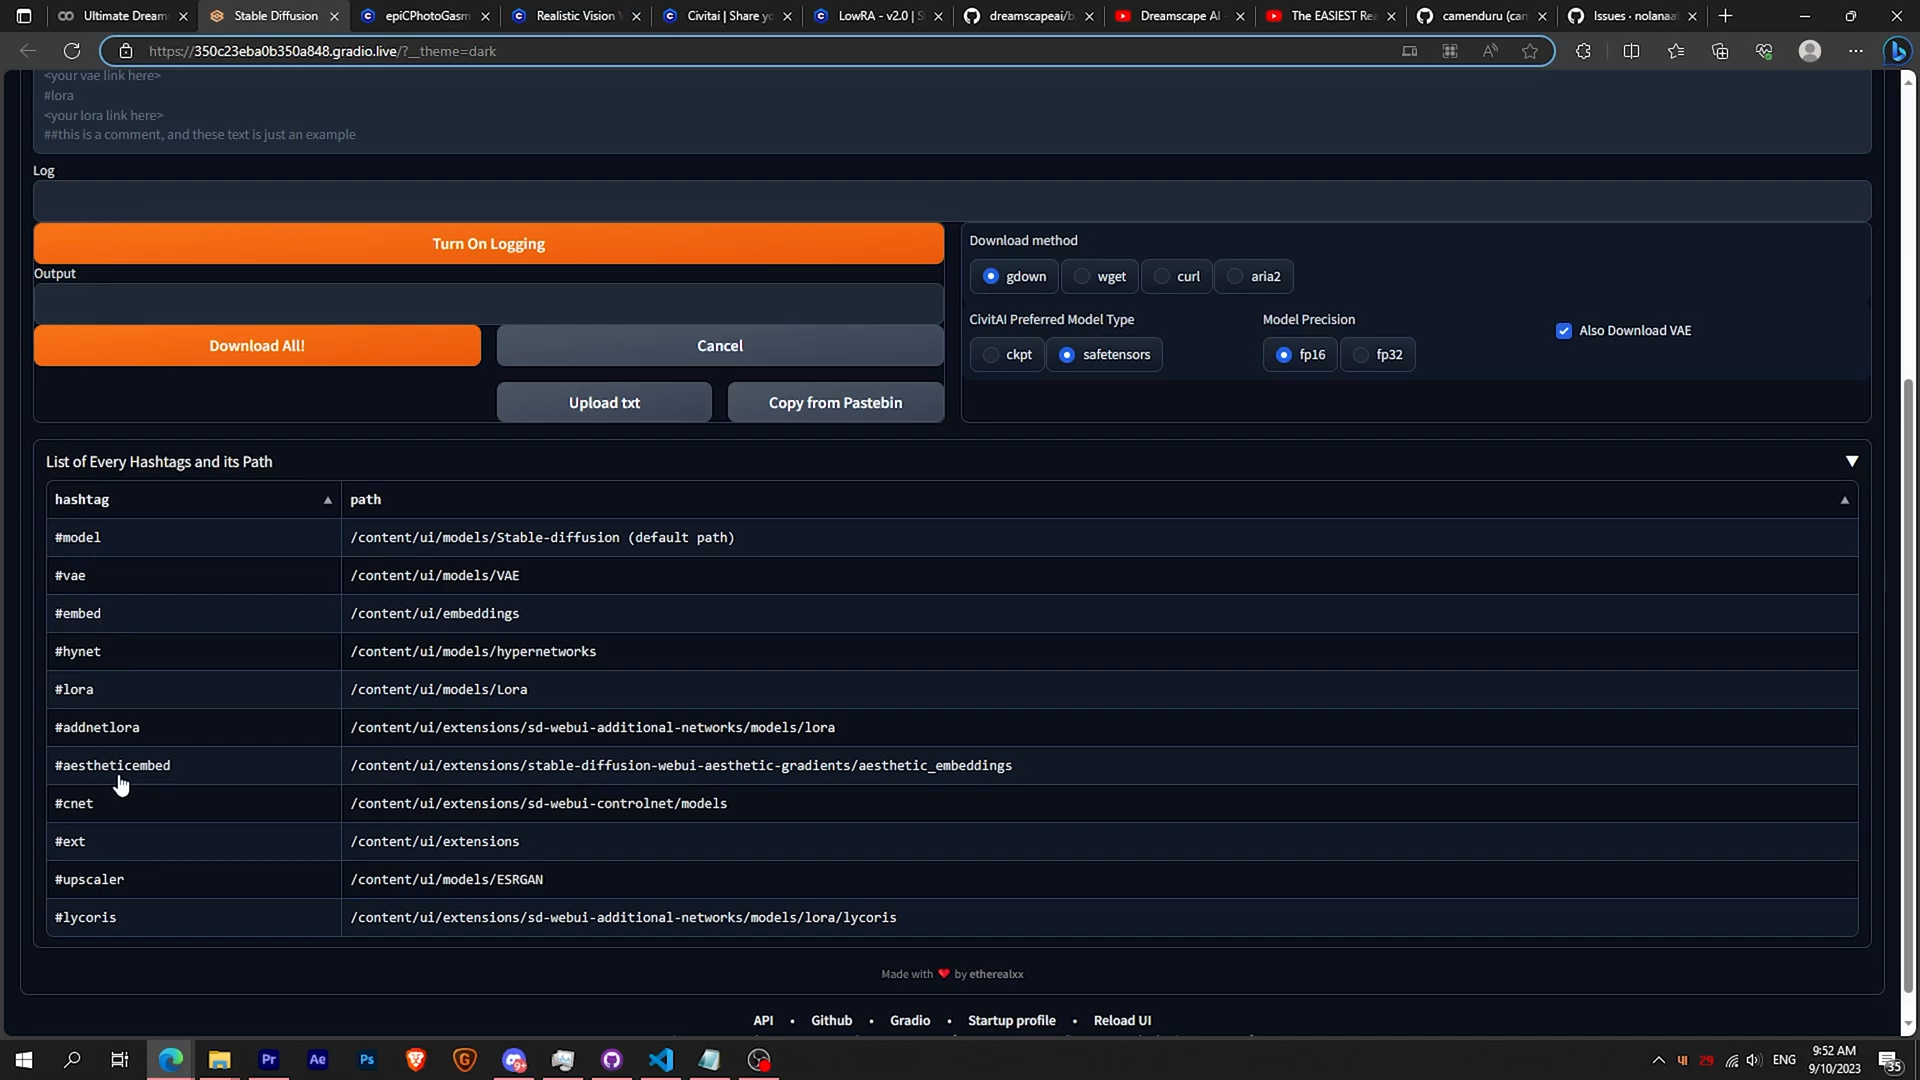 Ultimate Dream
Stable Diffusion
epiCPhotoGasm
Realistic Vision V
Civitai | Share yo
LowRA - v2.0 | S
dreamscapeai/b
Dreamscape AI -
The EASIEST Rea
camenduru (cam
Issues · nolanaa
https://350c23eba0b350a848.gradio.live/?__theme=dark
<your vae link here>
#lora
<your lora link here>
##this is a comment, and these text is just an example
Log
Turn On Logging
Output
Download All!
Cancel
Upload txt
Copy from Pastebin
Download method
gdown
wget
curl
aria2
CivitAI Preferred Model Type
Model Precision
Also Download VAE
ckpt
safetensors
fp16
fp32
List of Every Hashtags and its Path
hashtag path
#model /content/ui/models/Stable-diffusion (default path)
#vae /content/ui/models/VAE
#embed /content/ui/embeddings
#hynet /content/ui/models/hypernetworks
#lora /content/ui/models/Lora
#addnetlora /content/ui/extensions/sd-webui-additional-networks/models/lora
#aestheticembed /content/ui/extensions/stable-diffusion-webui-aesthetic-gradients/aesthetic_embeddings
#cnet /content/ui/extensions/sd-webui-controlnet/models
#ext /content/ui/extensions
#upscaler /content/ui/models/ESRGAN
#lycoris /content/ui/extensions/sd-webui-additional-networks/models/lora/lycoris
Made with ❤ by etherealxx
API • Github • Gradio • Startup profile • Reload UI
Pr
Ae
Ps
9+
29
ENG
9:52 AM
9/10/2023
35